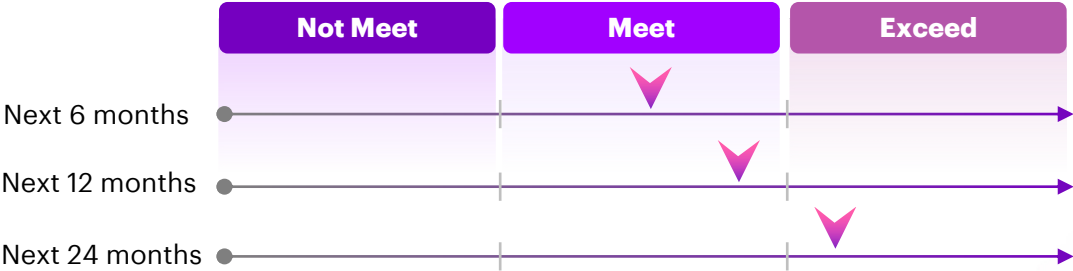 Not Meet Meet Exceed
Next 6 months
Next 12 months
Next 24 months